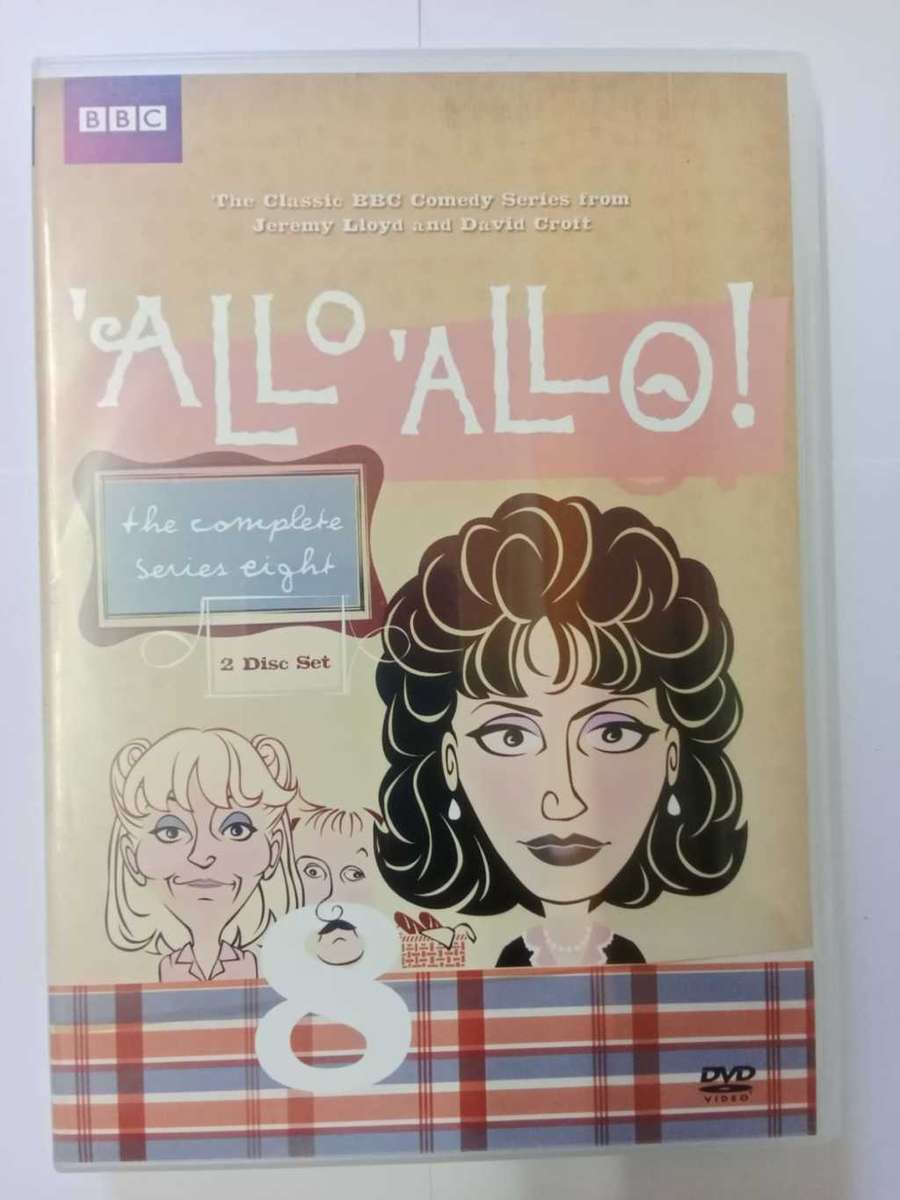 BBC
The Classic BBC Comedy Series from
Jeremy Lloyd and David Croft
'ALLO 'ALLO!
the complete
series eight
2 Disc Set
8
DVD
VIDEO